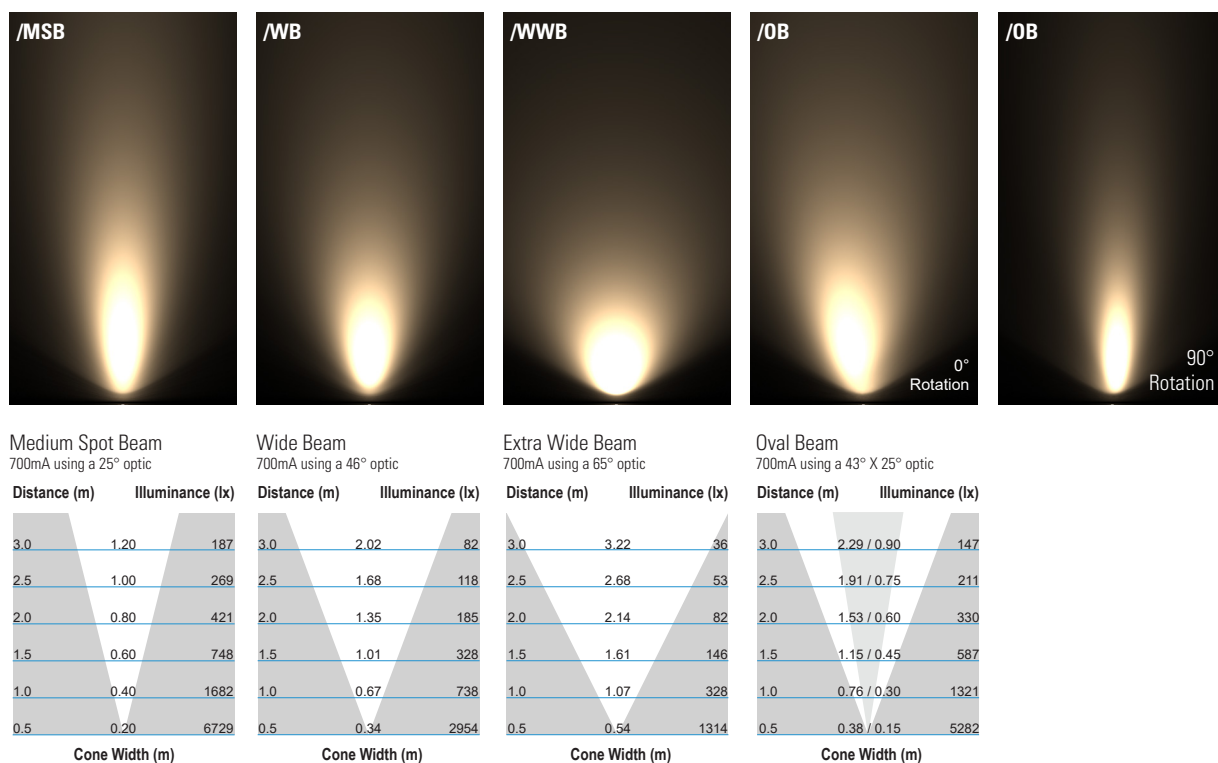 /MSB
/WB
/WWB
/OB
0°
Rotation
/OB
90°
Rotation
Medium Spot Beam
700mA using a 25° optic
Distance (m) Illuminance (lx)
3.0 1.20 187
2.5 1.00 269
2.0 0.80 421
1.5 0.60 748
1.0 0.40 1682
0.5 0.20 6729
Cone Width (m)
Wide Beam
700mA using a 46° optic
Distance (m) Illuminance (lx)
3.0 2.02 82
2.5 1.68 118
2.0 1.35 185
1.5 1.01 328
1.0 0.67 738
0.5 0.34 2954
Cone Width (m)
Extra Wide Beam
700mA using a 65° optic
Distance (m) Illuminance (lx)
3.0 3.22 36
2.5 2.68 53
2.0 2.14 82
1.5 1.61 146
1.0 1.07 328
0.5 0.54 1314
Cone Width (m)
Oval Beam
700mA using a 43° X 25° optic
Distance (m) Illuminance (lx)
3.0 2.29 / 0.90 147
2.5 1.91 / 0.75 211
2.0 1.53 / 0.60 330
1.5 1.15 / 0.45 587
1.0 0.76 / 0.30 1321
0.5 0.38 / 0.15 5282
Cone Width (m)